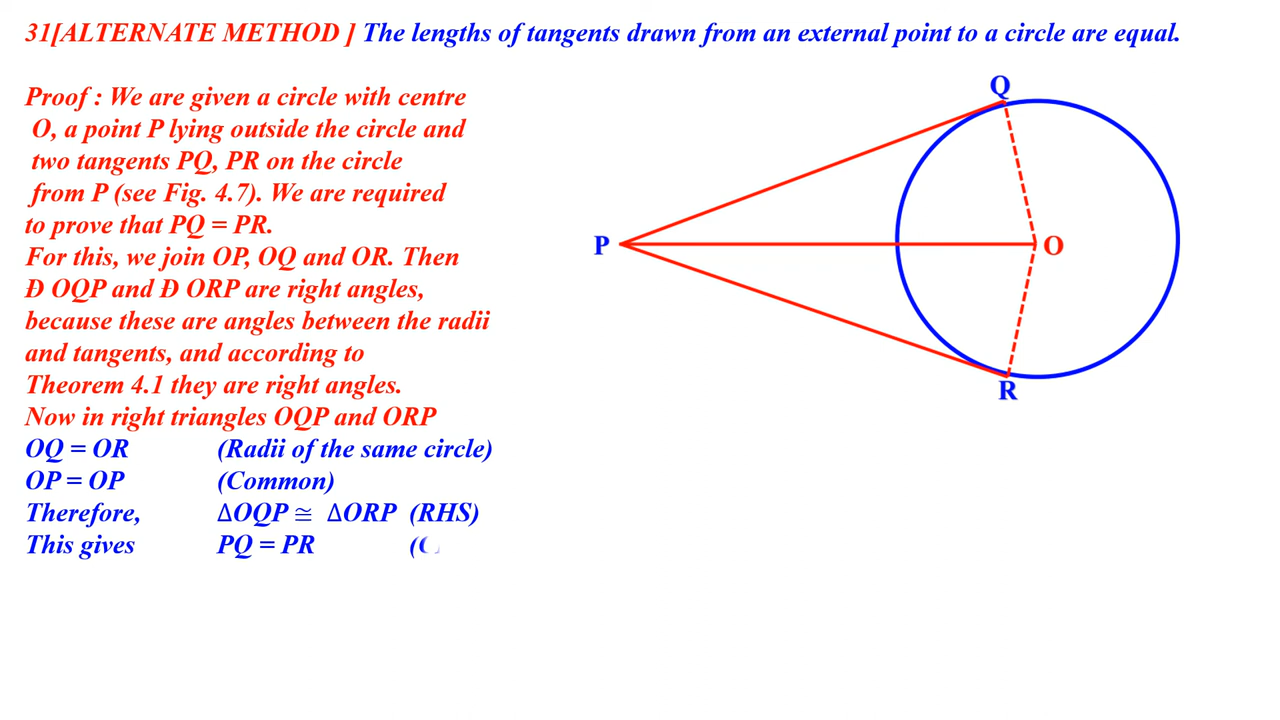 31[ALTERNATE METHOD ] The lengths of tangents drawn from an external point to a circle are equal.
Proof : We are given a circle with centre
O, a point P lying outside the circle and
two tangents PQ, PR on the circle
from P (see Fig. 4.7). We are required
to prove that PQ = PR.
For this, we join OP, OQ and OR. Then
Đ OQP and Đ ORP are right angles,
because these are angles between the radii
and tangents, and according to
Theorem 4.1 they are right angles.
Now in right triangles OQP and ORP
OQ = OR (Radii of the same circle)
OP = OP (Common)
Therefore, ΔOQP ≅ ΔORP (RHS)
This gives PQ = PR (
Q
P
O
R